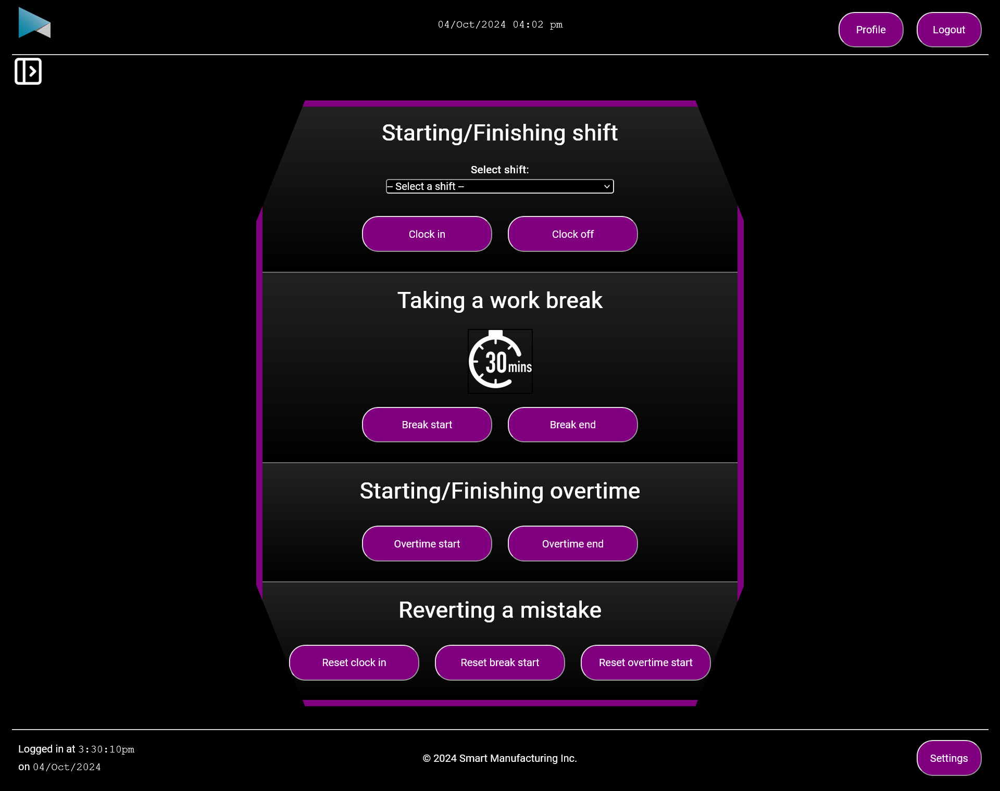 04/Oct/2024 04:02 pm
Profile
Logout
Starting/Finishing shift
Select shift:
-- Select a shift --
Clock in
Clock off
Taking a work break
30 mins
Break start
Break end
Starting/Finishing overtime
Overtime start
Overtime end
Reverting a mistake
Reset clock in
Reset break start
Reset overtime start
Logged in at 3:30:10pm
on 04/Oct/2024
© 2024 Smart Manufacturing Inc.
Settings